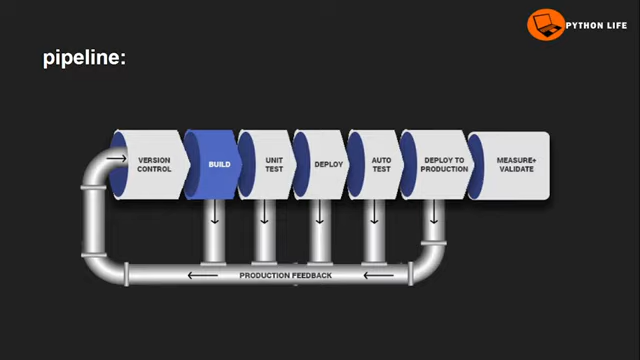 PYTHON LIFE
pipeline:
VERSION
CONTROL
BUILD
UNIT
TEST
DEPLOY
AUTO
TEST
DEPLOY TO
PRODUCTION
MEASURE+
VALIDATE
PRODUCTION FEEDBACK